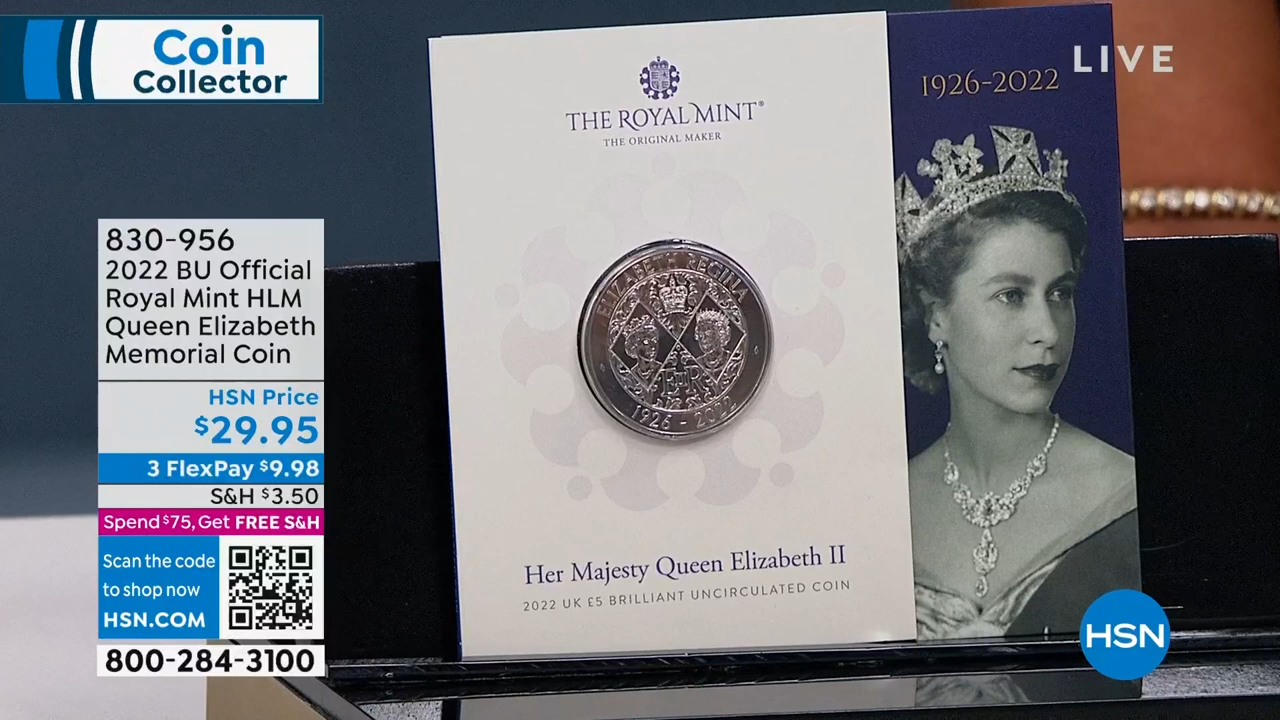 Coin
Collector
LIVE
830-956
2022 BU Official
Royal Mint HLM
Queen Elizabeth
Memorial Coin
HSN Price
$29.95
3 FlexPay $9.98
S&H $3.50
Spend $75, Get FREE S&H
Scan the code
to shop now
HSN.COM
800-284-3100
THE ROYAL MINT®
THE ORIGINAL MAKER
ELIZABETH REGINA
EIIR
1926 - 2022
Her Majesty Queen Elizabeth II
2022 UK £5 BRILLIANT UNCIRCULATED COIN
1926-2022
HSN